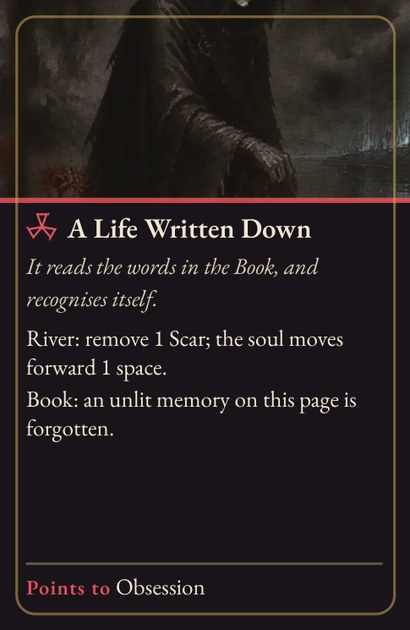 A Life Written Down
It reads the words in the Book, and
recognises itself.
River: remove 1 Scar; the soul moves
forward 1 space.
Book: an unlit memory on this page is
forgotten.
Points to Obsession